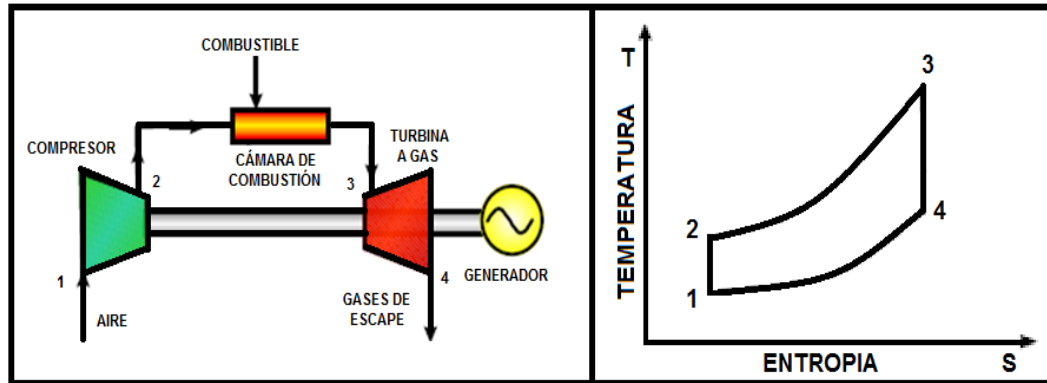 COMBUSTIBLE
COMPRESOR
2
CÁMARA DE
COMBUSTIÓN
3
TURBINA
A GAS
1
AIRE
4
GASES DE
ESCAPE
GENERADOR
T
TEMPERATURA
3
2
4
1
ENTROPIA
S